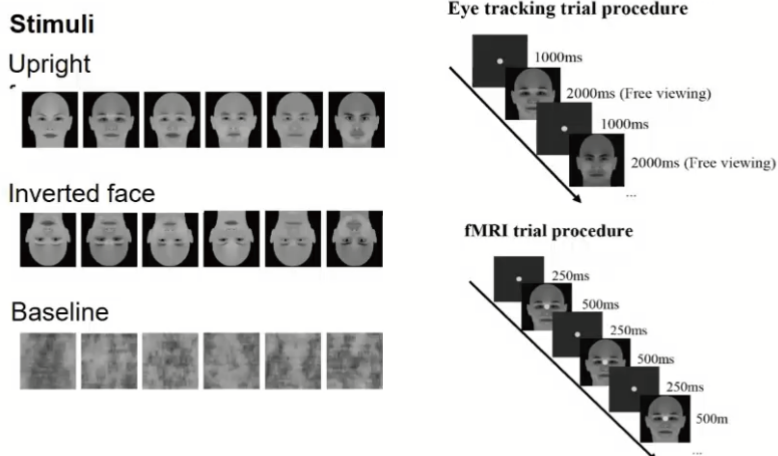 Stimuli
Upright
Inverted face
Baseline
Eye tracking trial procedure
1000ms
2000ms (Free viewing)
1000ms
2000ms (Free viewing)
...
fMRI trial procedure
250ms
500ms
250ms
500ms
250ms
500m
...